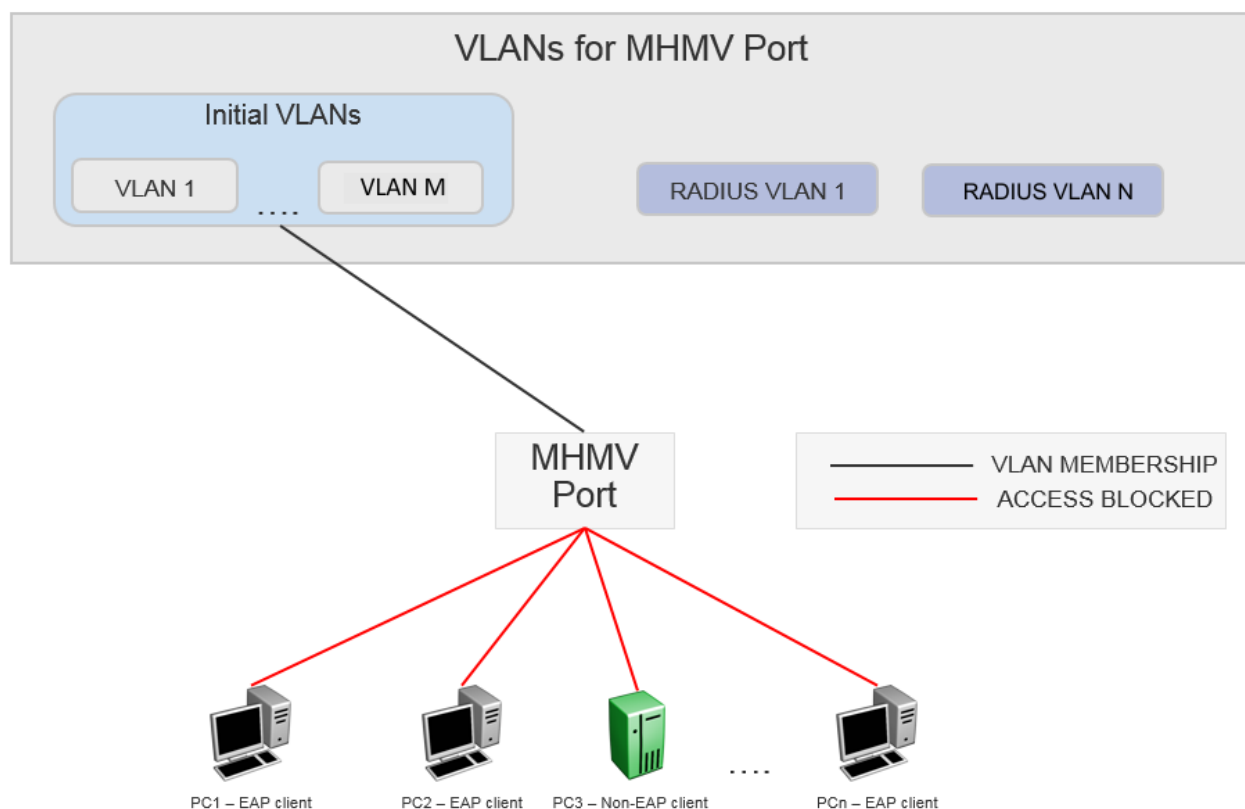 VLANs for MHMV Port
Initial VLANs
VLAN 1
....
VLAN M
RADIUS VLAN 1
RADIUS VLAN N
MHMV
Port
VLAN MEMBERSHIP
ACCESS BLOCKED
....
PC1 – EAP client
PC2 – EAP client
PC3 – Non-EAP client
PCn – EAP client